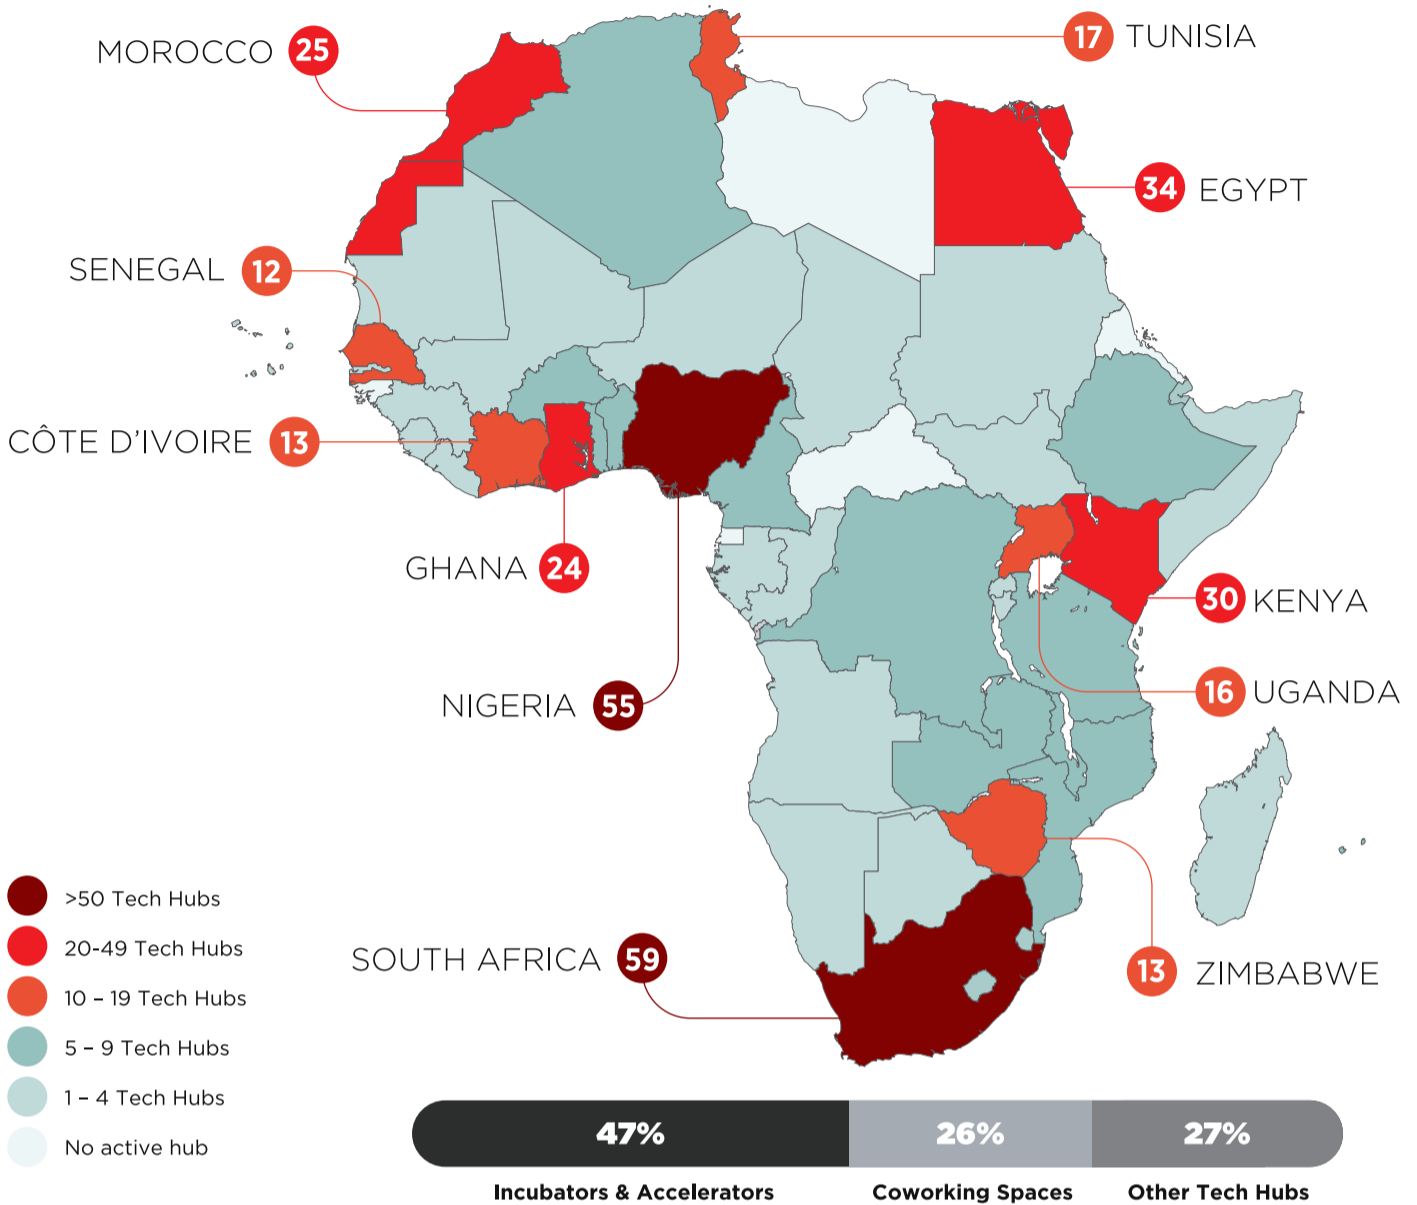 MOROCCO 25
17 TUNISIA
34 EGYPT
SENEGAL 12
CÔTE D'IVOIRE 13
GHANA 24
30 KENYA
16 UGANDA
NIGERIA 55
SOUTH AFRICA 59
13 ZIMBABWE
>50 Tech Hubs
20-49 Tech Hubs
10 – 19 Tech Hubs
5 – 9 Tech Hubs
1 – 4 Tech Hubs
No active hub
47% 26% 27%
Incubators & Accelerators Coworking Spaces Other Tech Hubs